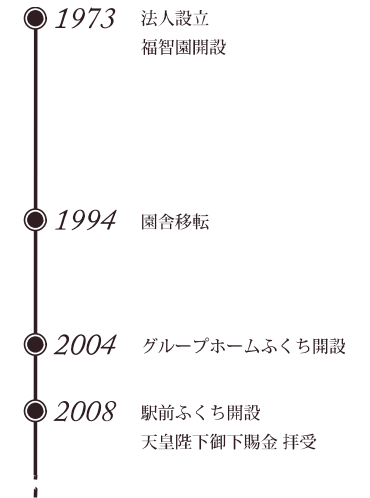 1973 法人設立
福智園開設
1994 園舎移転
2004 グループホームふくち開設
2008 駅前ふくち開設
天皇陛下御下賜金 拝受